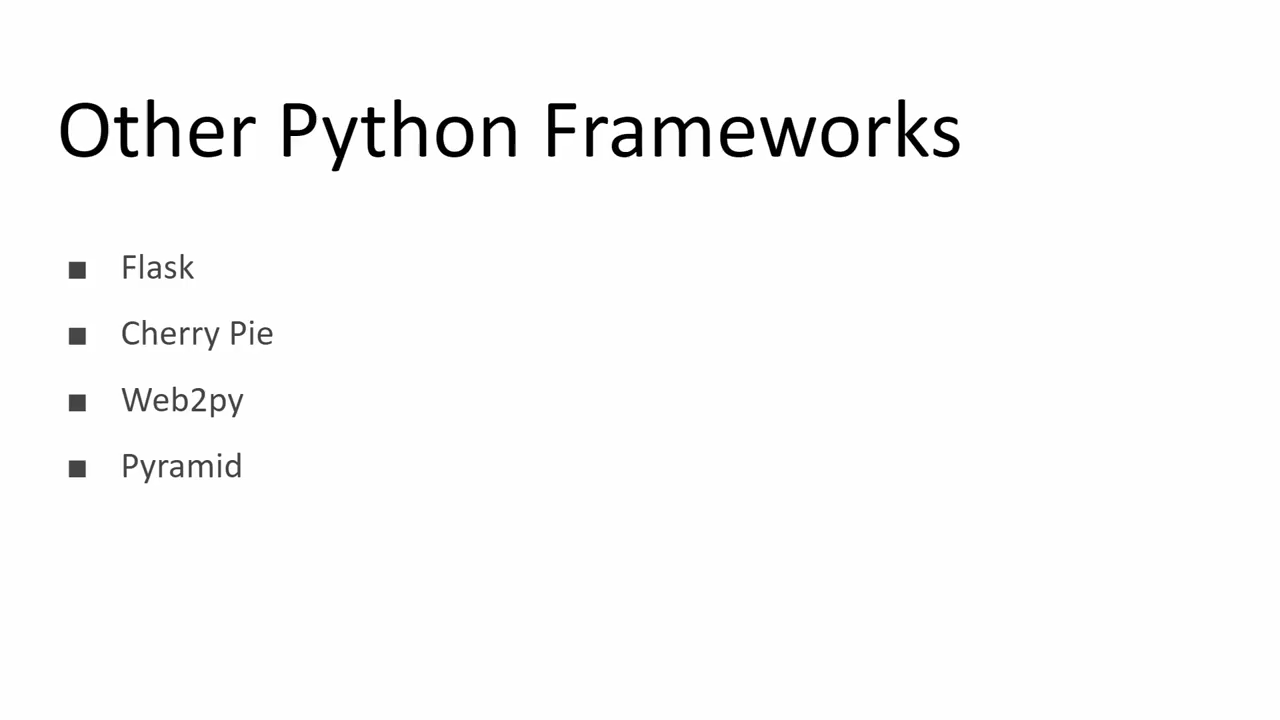 Other Python Frameworks
■ Flask
■ Cherry Pie
■ Web2py
■ Pyramid